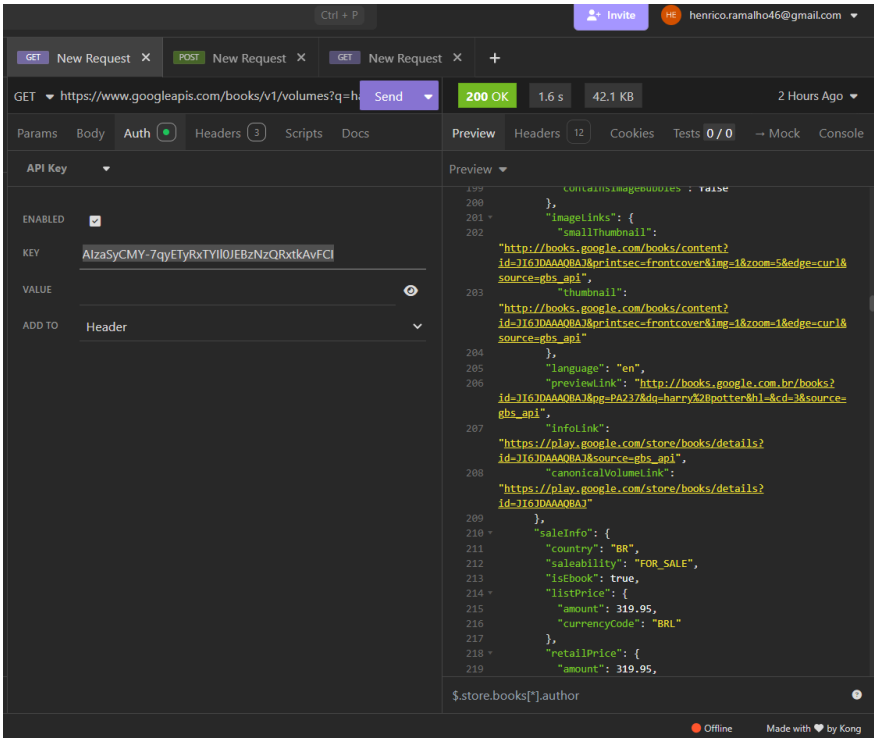 Ctrl + P
Invite
HE henrico.ramalho46@gmail.com
GET New Request
POST New Request
GET New Request
GET https://www.googleapis.com/books/v1/volumes?q=ha
Send
200 OK 1.6 s 42.1 KB 2 Hours Ago
Params Body Auth Headers 3 Scripts Docs
Preview Headers 12 Cookies Tests 0 / 0 → Mock Console
API Key
ENABLED
KEY AIzaSyCMY-7qyETyRxTYIl0JEBzNzQRxtkAvFCI
VALUE
ADD TO Header
Preview
199 "containsImageBubbles": false
200 },
201 "imageLinks": {
202 "smallThumbnail":
"http://books.google.com/books/content?
id=JI6JDAAAQBAJ&printsec=frontcover&img=1&zoom=5&edge=curl&
source=gbs_api",
203 "thumbnail":
"http://books.google.com/books/content?
id=JI6JDAAAQBAJ&printsec=frontcover&img=1&zoom=1&edge=curl&
source=gbs_api"
204 },
205 "language": "en",
206 "previewLink": "http://books.google.com.br/books?
id=JI6JDAAAQBAJ&pg=PA237&dq=harry%2Bpotter&hl=&cd=3&source=
gbs_api",
207 "infoLink":
"https://play.google.com/store/books/details?
id=JI6JDAAAQBAJ&source=gbs_api",
208 "canonicalVolumeLink":
"https://play.google.com/store/books/details?
id=JI6JDAAAQBAJ"
209 },
210 "saleInfo": {
211 "country": "BR",
212 "saleability": "FOR_SALE",
213 "isEbook": true,
214 "listPrice": {
215 "amount": 319.95,
216 "currencyCode": "BRL"
217 },
218 "retailPrice": {
219 "amount": 319.95,
$.store.books[*].author
Offline Made with ♥ by Kong